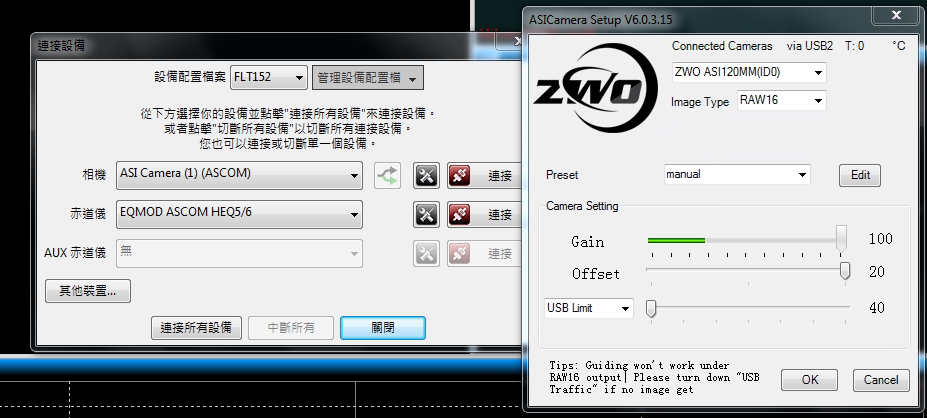 ASICamera Setup V6.0.3.15
連接設備
設備配置檔案 FLT152 管理設備配置檔
從下方選擇你的設備並點擊"連接所有設備"來連接設備。
或者點擊"切斷所有設備"以切斷所有連接設備。
您也可以連接或切斷單一個設備。
相機 ASI Camera (1) (ASCOM) 連接
赤道儀 EQMOD ASCOM HEQ5/6 連接
AUX 赤道儀 無 連接
其他裝置...
連接所有設備 中斷所有 關閉
ZWO
Connected Cameras via USB2 T: 0 °C
ZWO ASI120MM(ID0)
Image Type RAW16
Preset manual Edit
Camera Setting
Gain 100
Offset 20
USB Limit 40
Tips: Guiding won't work under
RAW16 output| Please turn down "USB
Traffic" if no image get
OK Cancel